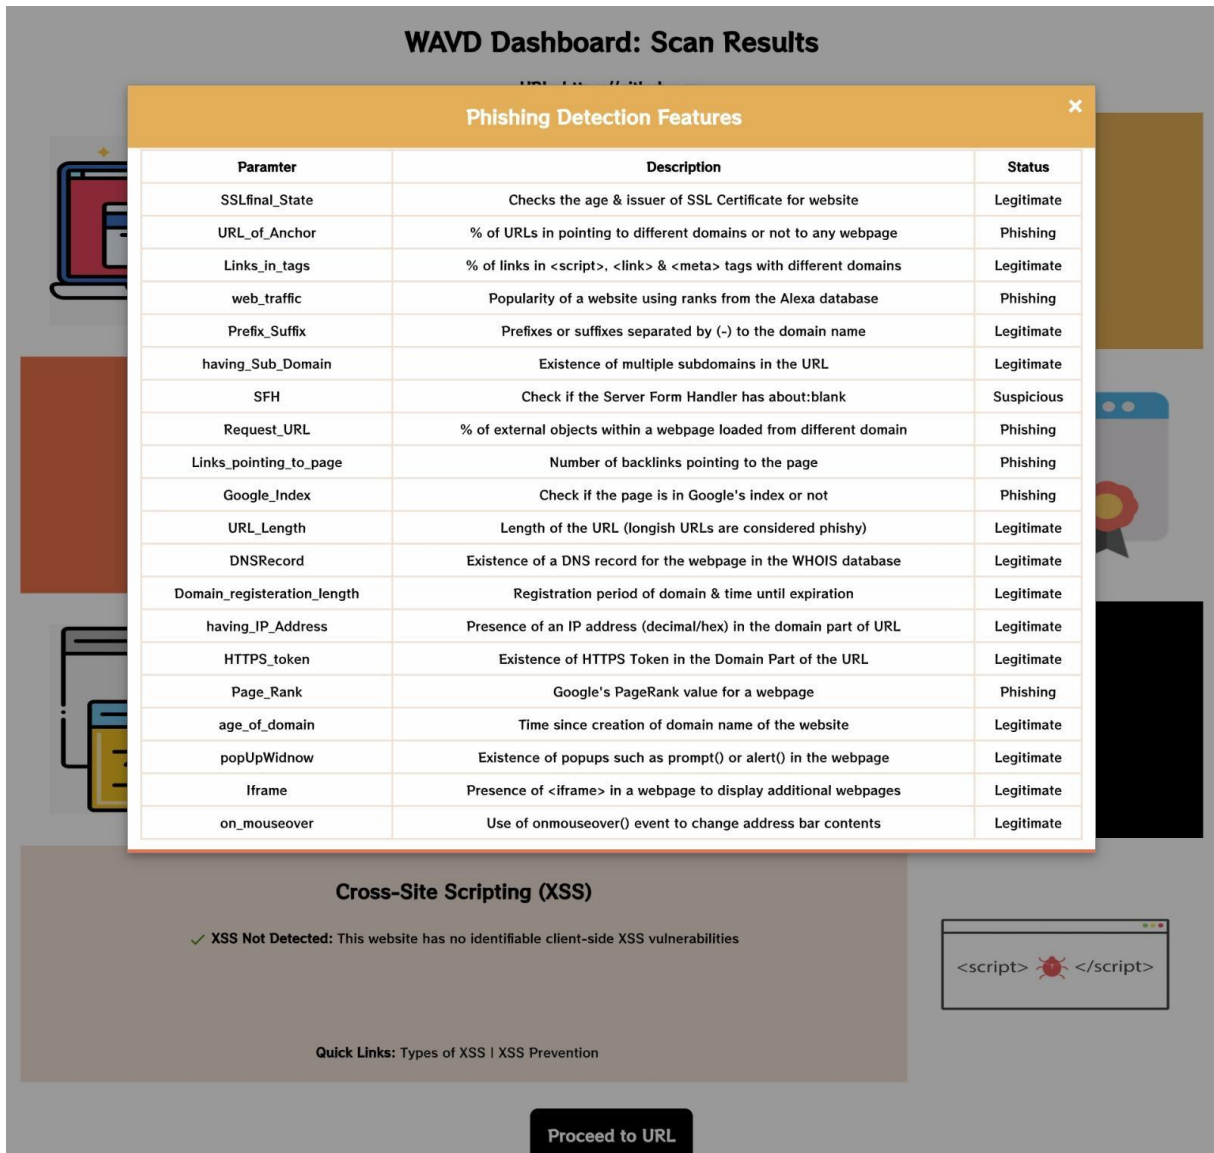 WAVD Dashboard: Scan Results
Phishing Detection Features
Paramter Description Status
SSLfinal_State Checks the age & issuer of SSL Certificate for website Legitimate
URL_of_Anchor % of URLs in pointing to different domains or not to any webpage Phishing
Links_in_tags % of links in <script>, <link> & <meta> tags with different domains Legitimate
web_traffic Popularity of a website using ranks from the Alexa database Phishing
Prefix_Suffix Prefixes or suffixes separated by (-) to the domain name Legitimate
having_Sub_Domain Existence of multiple subdomains in the URL Legitimate
SFH Check if the Server Form Handler has about:blank Suspicious
Request_URL % of external objects within a webpage loaded from different domain Phishing
Links_pointing_to_page Number of backlinks pointing to the page Phishing
Google_Index Check if the page is in Google's index or not Phishing
URL_Length Length of the URL (longish URLs are considered phishy) Legitimate
DNSRecord Existence of a DNS record for the webpage in the WHOIS database Legitimate
Domain_registeration_length Registration period of domain & time until expiration Legitimate
having_IP_Address Presence of an IP address (decimal/hex) in the domain part of URL Legitimate
HTTPS_token Existence of HTTPS Token in the Domain Part of the URL Legitimate
Page_Rank Google's PageRank value for a webpage Phishing
age_of_domain Time since creation of domain name of the website Legitimate
popUpWidnow Existence of popups such as prompt() or alert() in the webpage Legitimate
Iframe Presence of <iframe> in a webpage to display additional webpages Legitimate
on_mouseover Use of onmouseover() event to change address bar contents Legitimate
Cross-Site Scripting (XSS)
XSS Not Detected: This website has no identifiable client-side XSS vulnerabilities
<script> </script>
Quick Links: Types of XSS | XSS Prevention
Proceed to URL